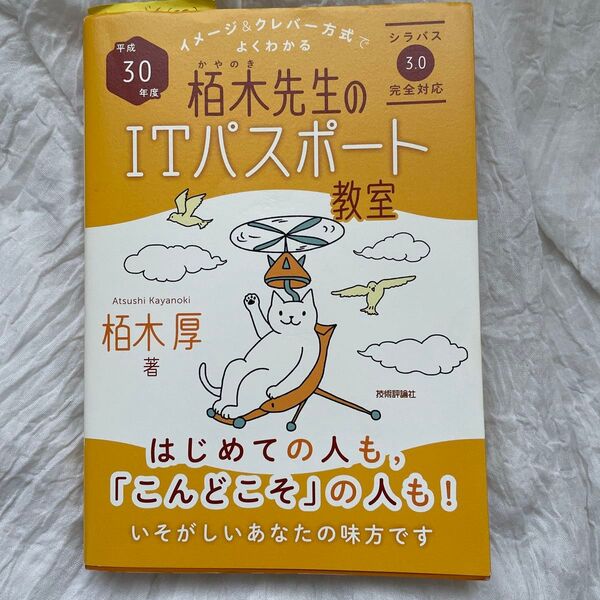 イメージ&クレバー方式で
よくわかる
平成
30
年度
シラバス
3.0
完全対応
かやのき
栢木先生の
ITパスポート
教室
Atsushi Kayanoki
栢木 厚
著
技術評論社
はじめての人も,
「こんどこそ」の人も!
いそがしいあなたの味方です